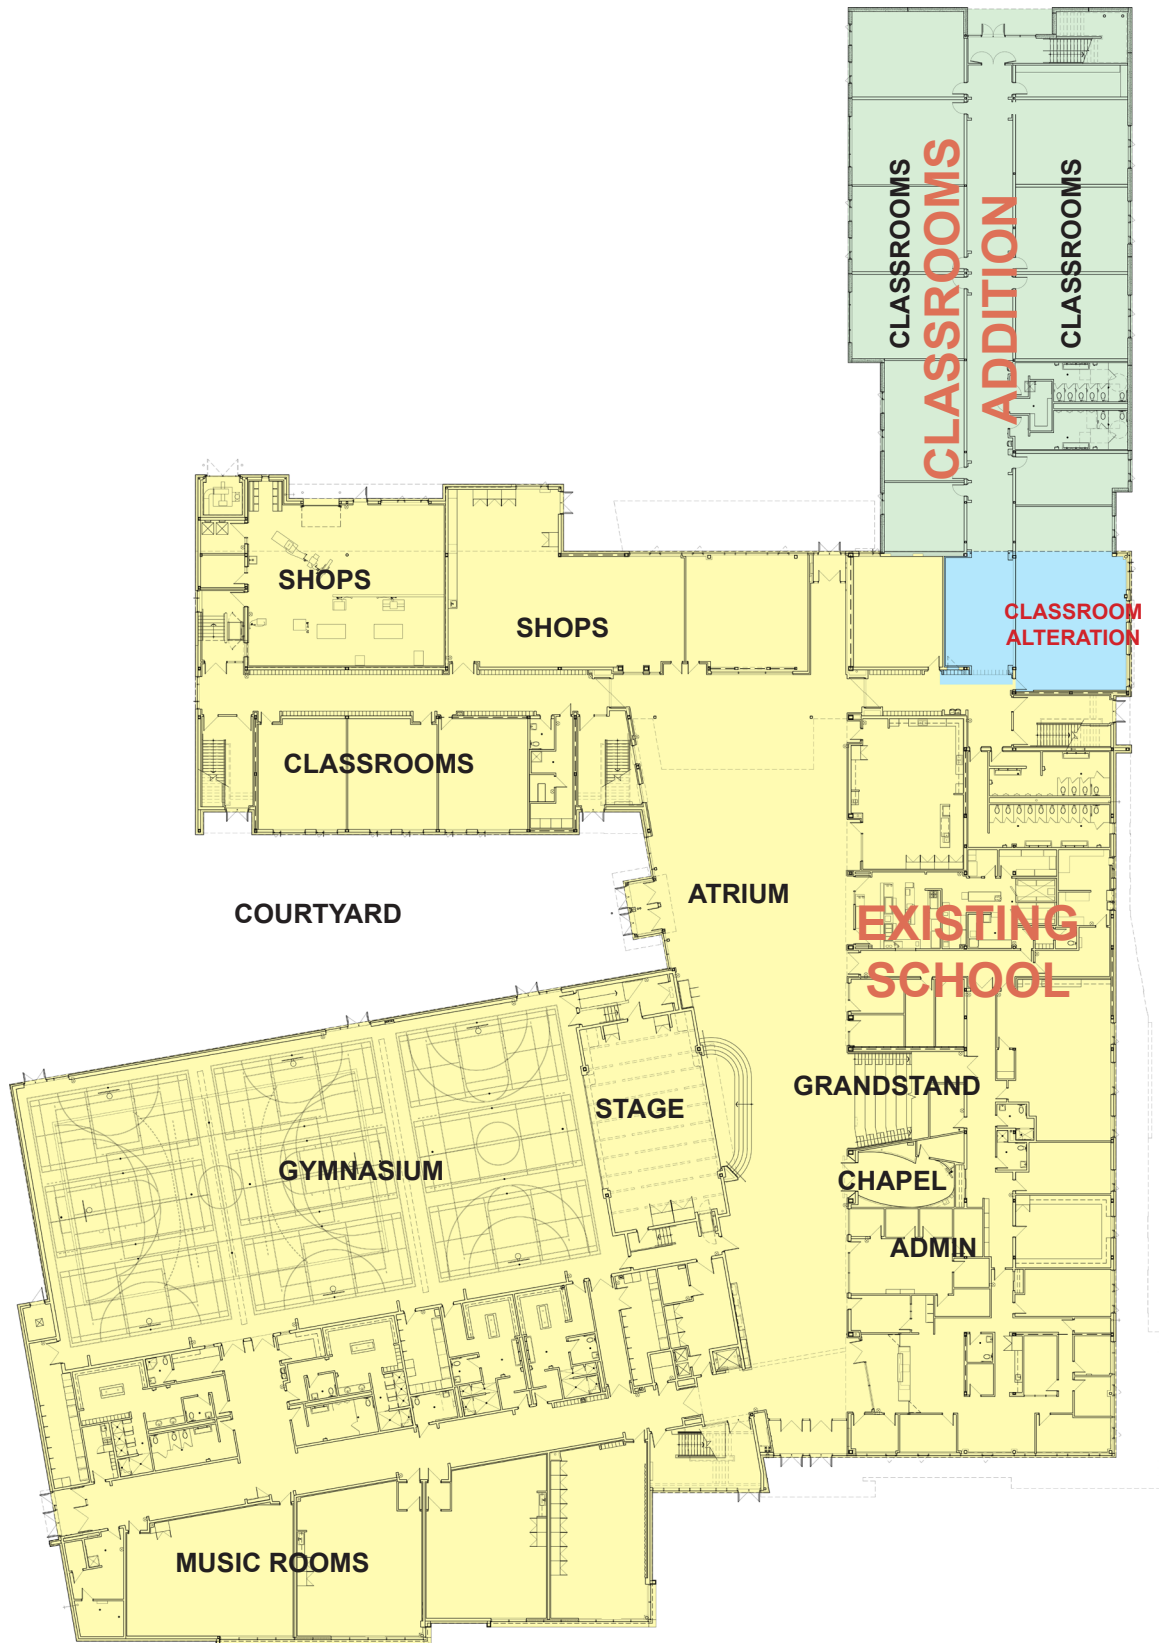 CLASSROOMS
CLASSROOMS
ADDITION
CLASSROOMS
SHOPS
SHOPS
CLASSROOM
ALTERATION
CLASSROOMS
ATRIUM
COURTYARD
EXISTING
SCHOOL
GRANDSTAND
STAGE
GYMNASIUM
CHAPEL
ADMIN
MUSIC ROOMS